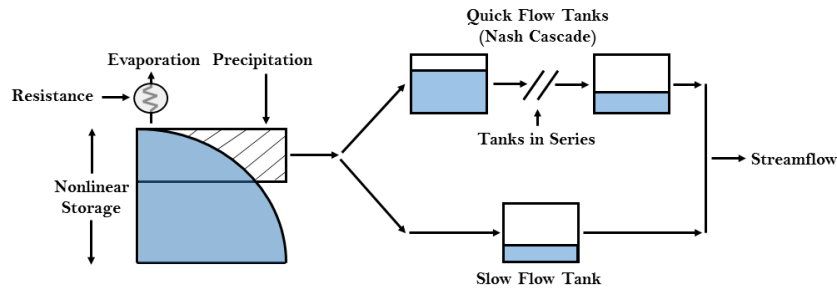 Quick Flow Tanks
(Nash Cascade)
Evaporation
Precipitation
Resistance
Tanks in Series
Streamflow
Nonlinear
Storage
Slow Flow Tank